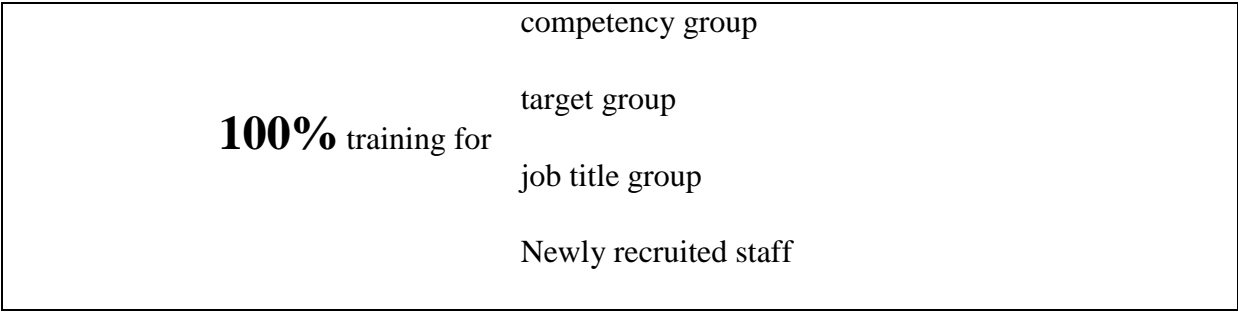 competency group
target group
100% training for
job title group
Newly recruited staff